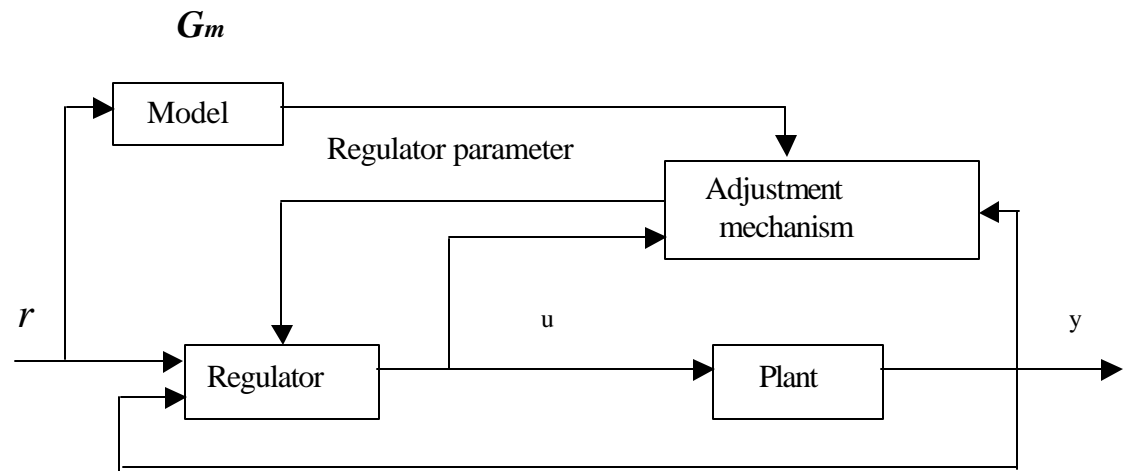 Gm
Model
Regulator parameter
Adjustment
mechanism
r
u
y
Regulator
Plant